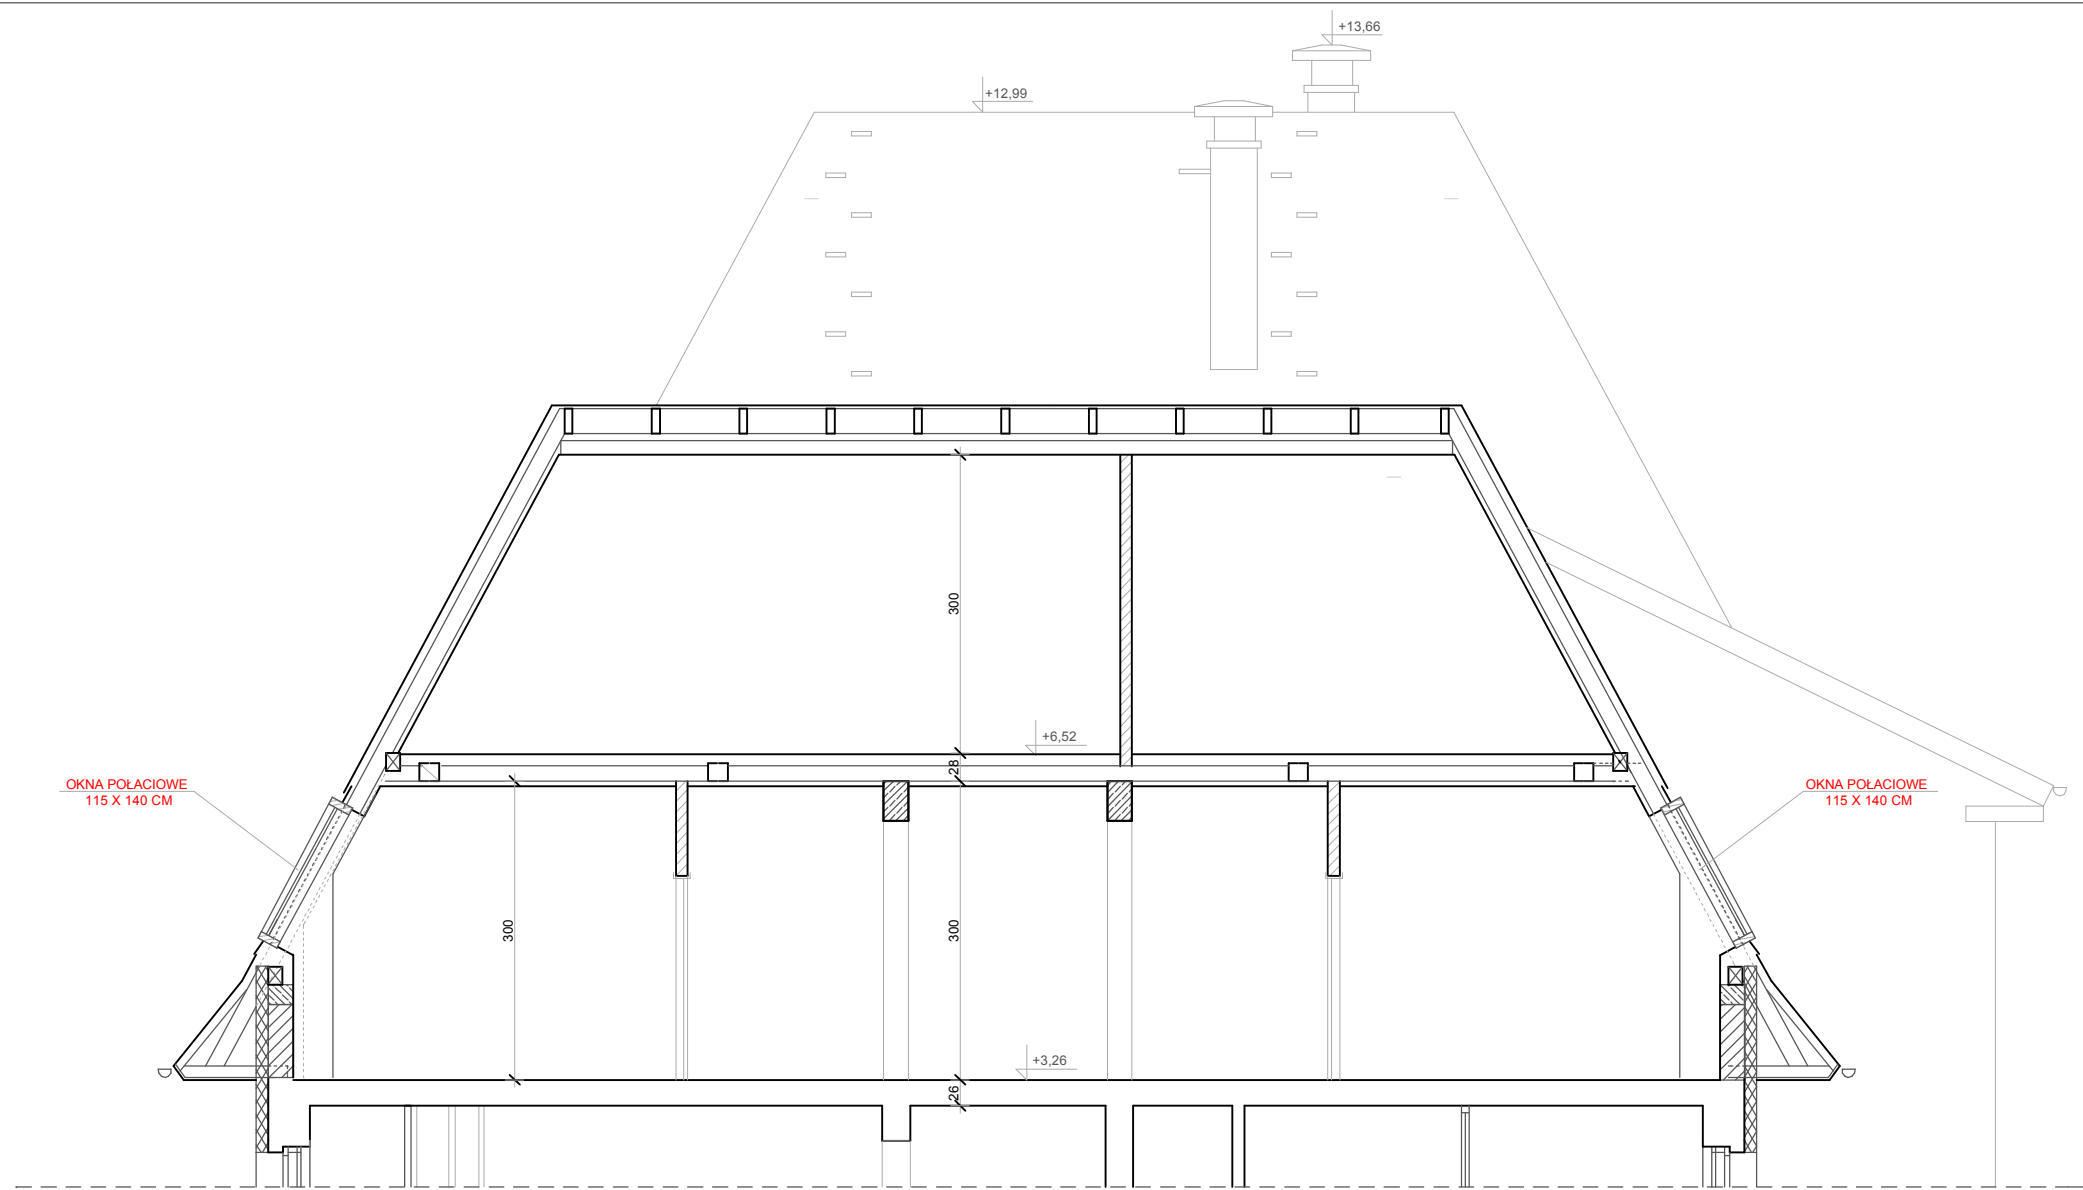 +13,66
+12,99
300
+6,52
28
OKNA POŁACIOWE
115 X 140 CM
OKNA POŁACIOWE
115 X 140 CM
300
300
+3,26
26